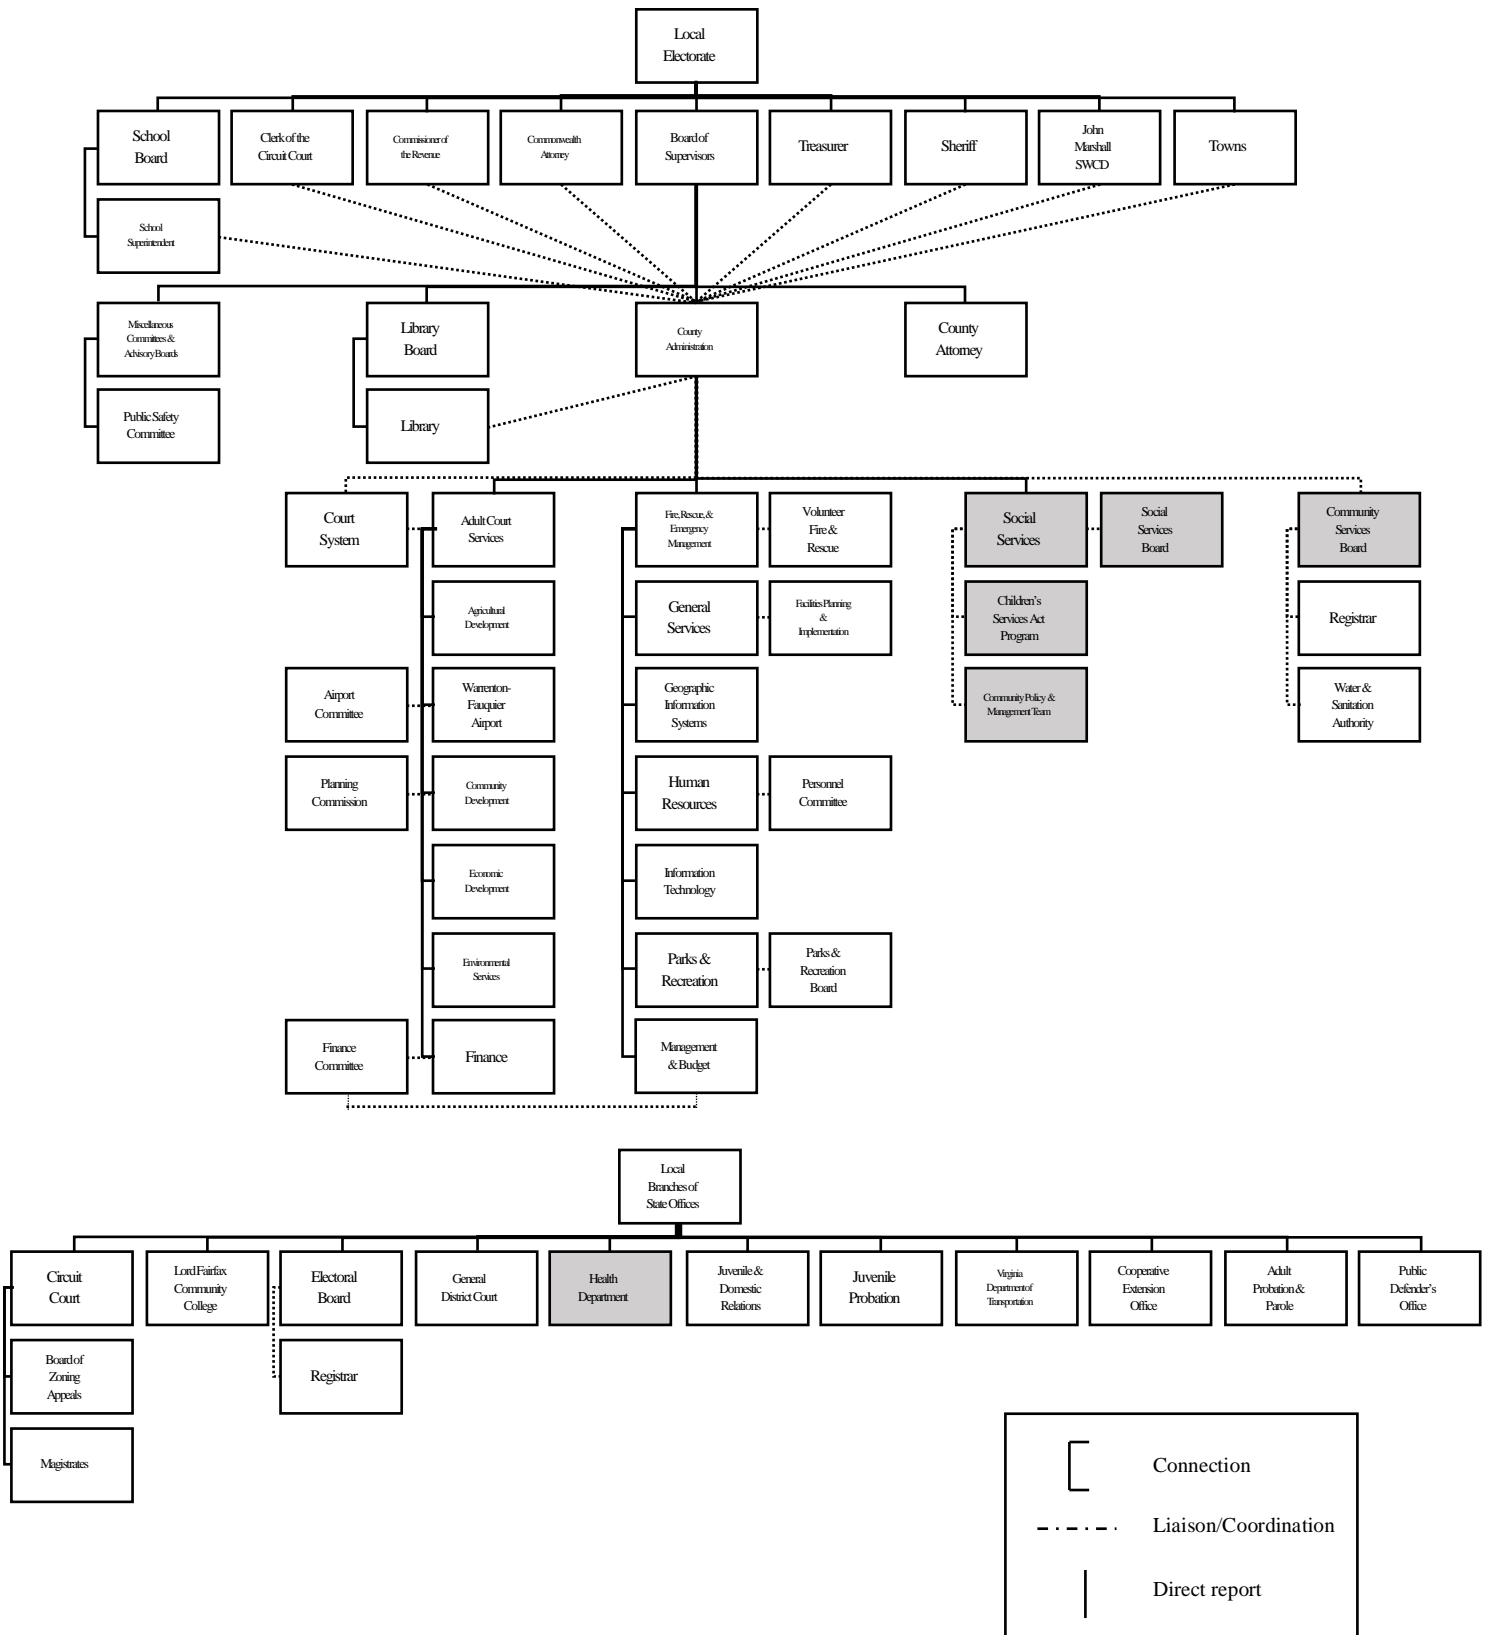 Local
Electorate
School
Board
Clerk of the
Circuit Court
Commissioner of
the Revenue
Commonwealth
Attorney
Board of
Supervisors
Treasurer
Sheriff
John
Marshall
SWCD
Towns
School
Superintendent
Miscellaneous
Committees &
Advisory Boards
Library
Board
County
Administration
County
Attorney
Public Safety
Committee
Library
Court
System
Adult Court
Services
Fire, Rescue, &
Emergency
Management
Volunteer
Fire &
Rescue
Social
Services
Social
Services
Board
Community
Services
Board
Agricultural
Development
General
Services
Facilities Planning
&
Implementation
Children's
Services Act
Program
Registrar
Airport
Committee
Warrenton-
Fauquier
Airport
Geographic
Information
Systems
Community Policy &
Management Team
Water &
Sanitation
Authority
Planning
Commission
Community
Development
Human
Resources
Personnel
Committee
Economic
Development
Information
Technology
Environmental
Services
Parks &
Recreation
Parks &
Recreation
Board
Finance
Committee
Finance
Management
& Budget
Local
Branches of
State Offices
Circuit
Court
Lord Fairfax
Community
College
Electoral
Board
General
District Court
Health
Department
Juvenile &
Domestic
Relations
Juvenile
Probation
Virginia
Department of
Transportation
Cooperative
Extension
Office
Adult
Probation &
Parole
Public
Defender's
Office
Board of
Zoning
Appeals
Registrar
Magistrates
Connection
Liaison/Coordination
Direct report